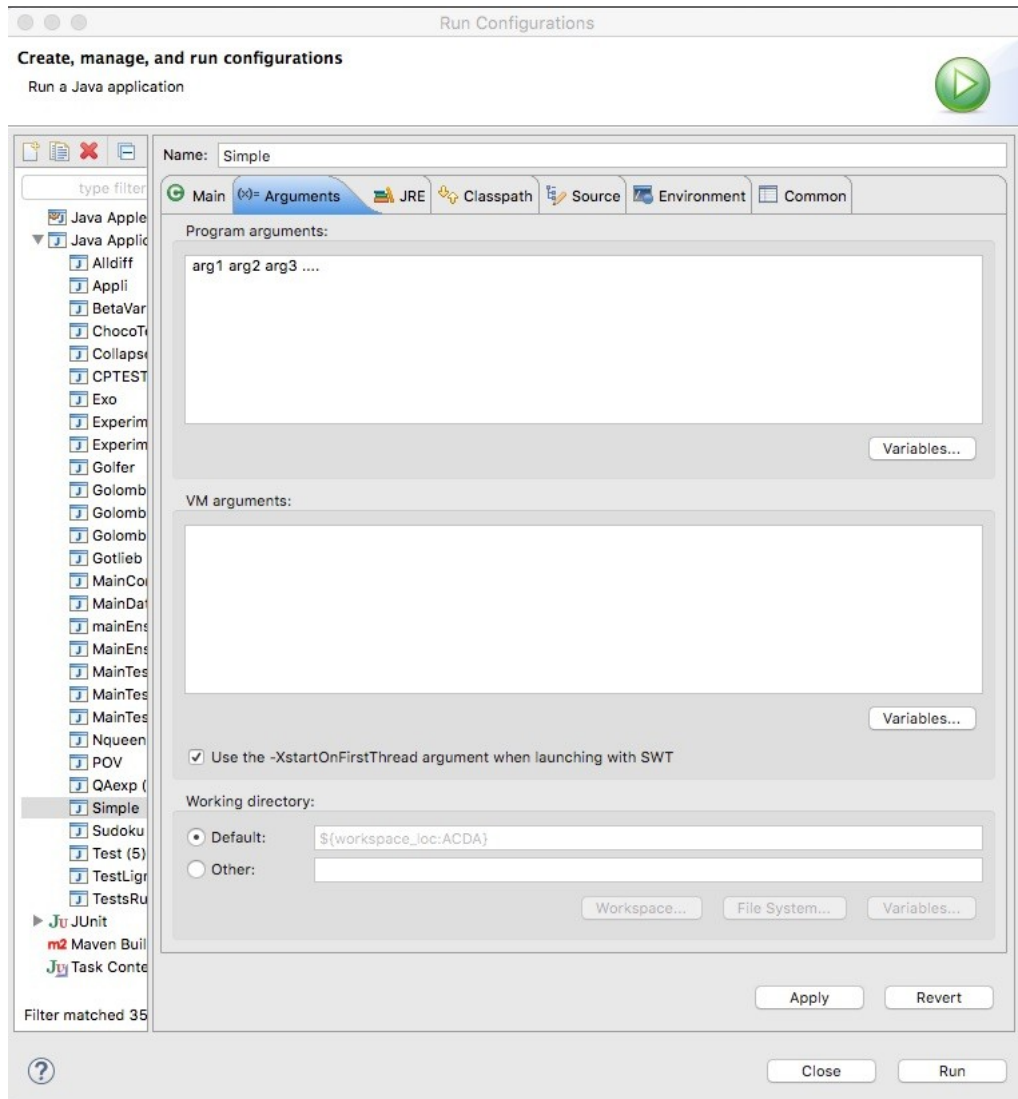 Run Configurations
Create, manage, and run configurations
Run a Java application
type filter
Java Apple
Java Applic
Alldiff
Appli
BetaVar
ChocoTe
Collapse
CPTEST
Exo
Experim
Experim
Golfer
Golomb
Golomb
Golomb
Gotlieb
MainCor
MainDat
mainEns
MainEns
MainTes
MainTes
MainTes
Nqueen
POV
QAexp (
Simple
Sudoku
Test (5)
TestLign
TestsRu
Ju JUnit
m2 Maven Buil
Task Conte
Filter matched 35
Name: Simple
Main (x)= Arguments JRE Classpath Source Environment Common
Program arguments:
arg1 arg2 arg3 ....
Variables...
VM arguments:
Variables...
Use the -XstartOnFirstThread argument when launching with SWT
Working directory:
Default: ${workspace_loc:ACDA}
Other:
Workspace... File System... Variables...
Apply Revert
? Close Run